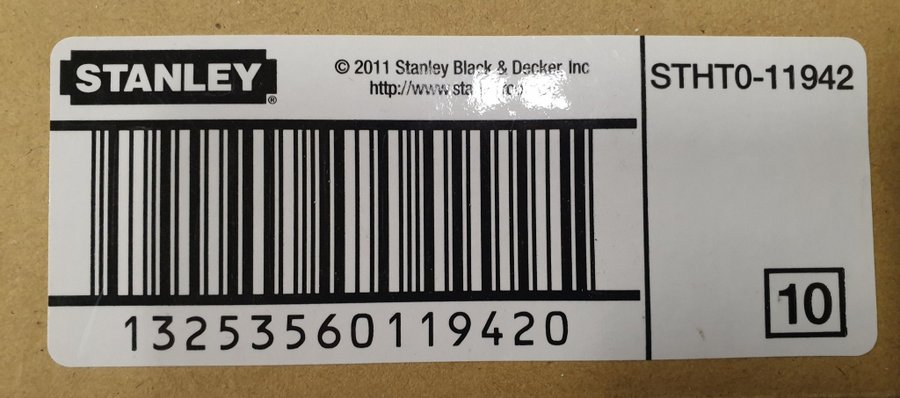 STANLEY®
© 2011 Stanley Black & Decker Inc
STHT0-11942
13253560119420
10